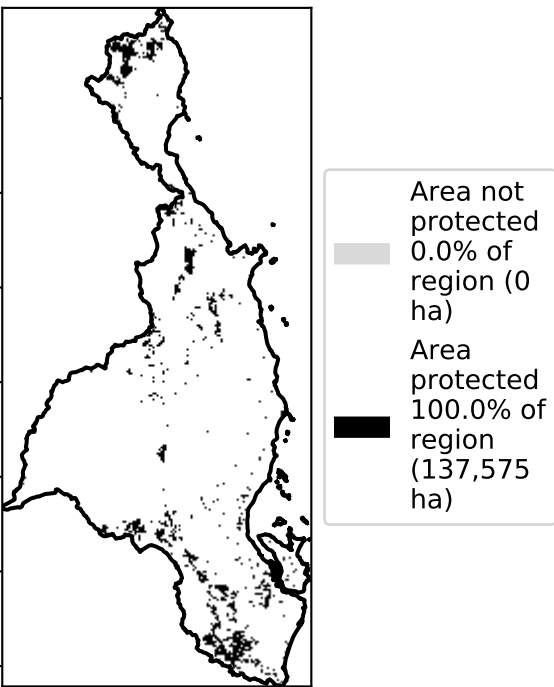 Area not
protected
0.0% of
region (0
ha)
Area
protected
100.0% of
region
(137,575
ha)